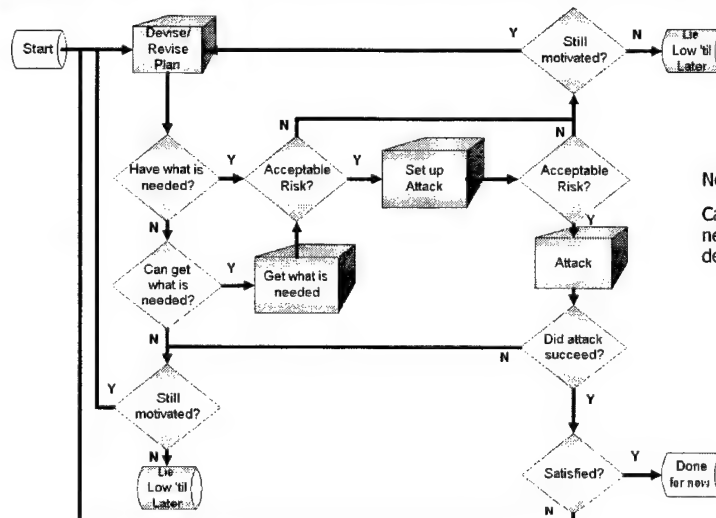 Start
Devise/
Revise
Plan
Y
Still
motivated?
N
Lie
Low 'til
Later
N
N
Have what is
needed?
Y
Acceptable
Risk?
Y
Set up
Attack
Acceptable
Risk?
N
Y
Can get
what is
needed?
Y
Get what is
needed
Attack
N
Did attack
succeed?
N
Y
Still
motivated?
Y
N
Lie
Low 'til
Later
Satisfied?
Y
Done
for now
N